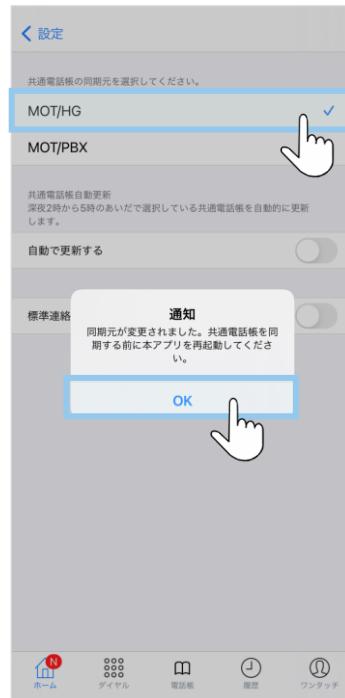 設定
共通電話帳の同期元を選択してください。
MOT/HG
MOT/PBX
共通電話帳自動更新
深夜2時から5時のあいだで選択している共通電話帳を自動的に更新
します。
自動で更新する
標準連絡
通知
同期元が変更されました。共通電話帳を同
期する前に本アプリを再起動してくださ
い。
OK
N
ホーム
ダイヤル
電話帳
履歴
ワンタッチ